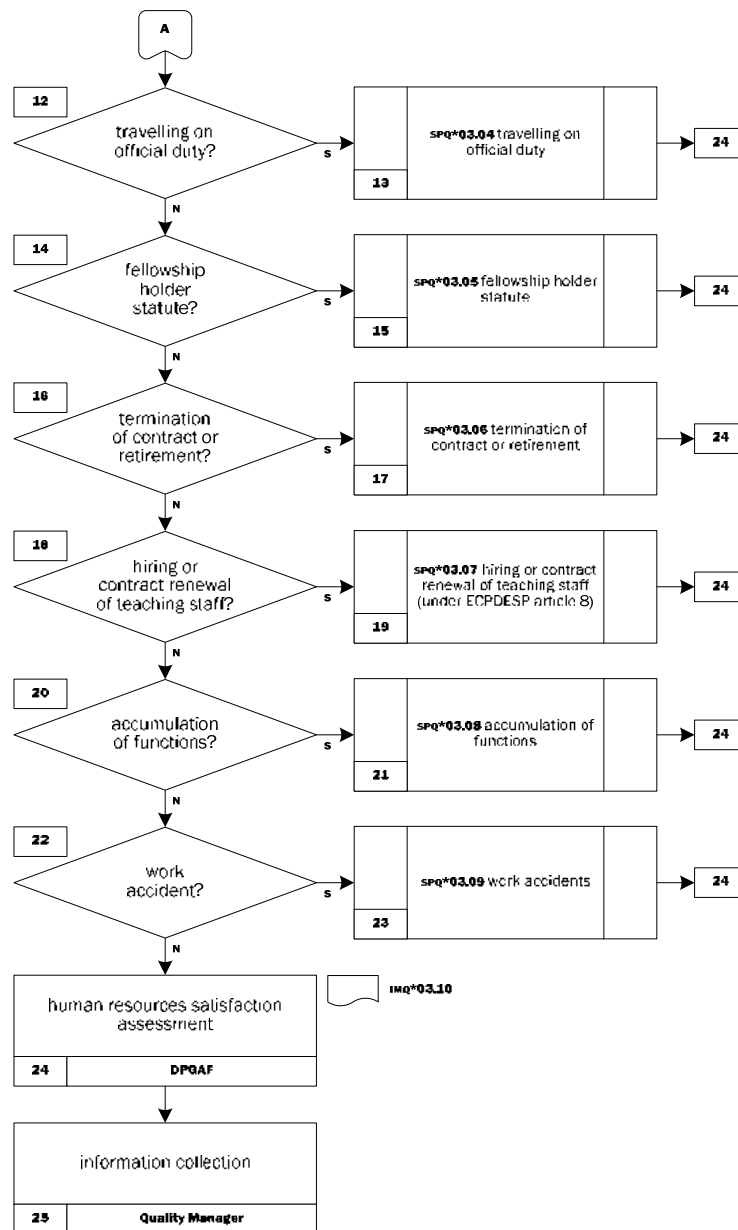 A
12
travelling on
official duty?
S
SPQ*03.04 travelling on
official duty
13
24
N
14
fellowship
holder
statute?
S
SPQ*03.05 fellowship holder
statute
15
24
N
16
termination
of contract or
retirement?
S
SPQ*03.06 termination of
contract or retirement
17
24
N
18
hiring or
contract renewal
of teaching staff?
S
SPQ*03.07 hiring or contract
renewal of teaching staff
(under ECPDESP article 8)
19
24
N
20
accumulation
of functions?
S
SPQ*03.08 accumulation of
functions
21
24
N
22
work
accident?
S
SPQ*03.09 work accidents
23
24
N
human resources satisfaction
assessment
24 DPGAF
IMQ*03.10
information collection
25 Quality Manager